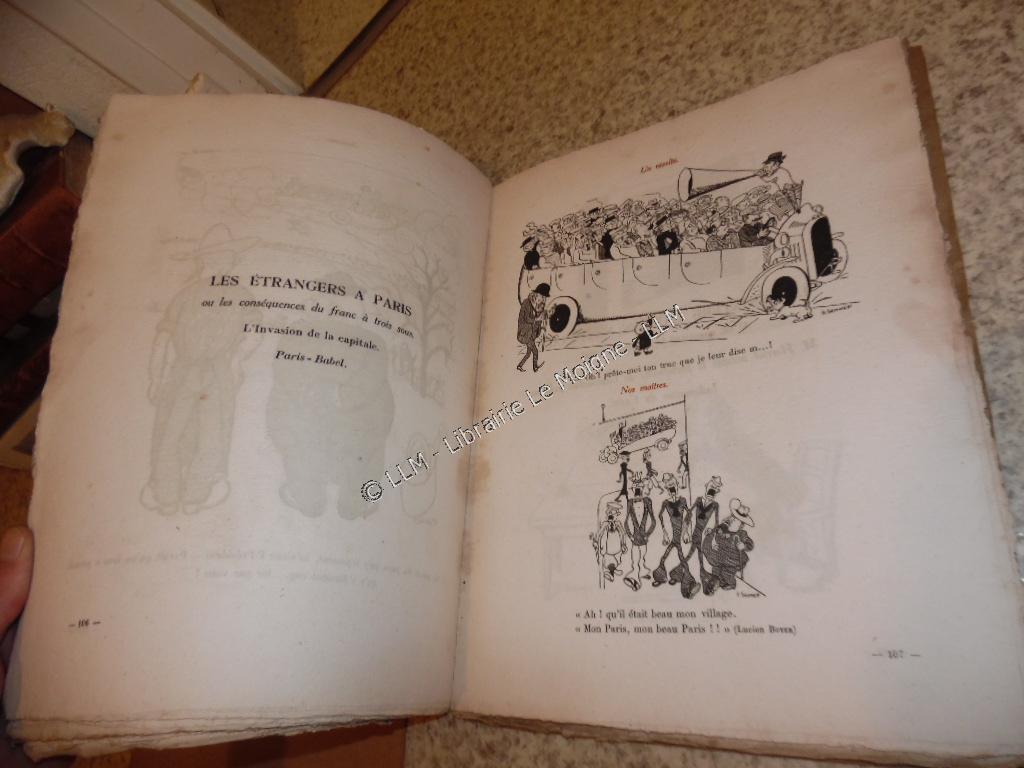 LES ÉTRANGERS A PARIS
ou les conséquences du franc à trois sous.
L'Invasion de la capitale.
Paris-Babel.
— 106 —
Un révolte.
prête-moi ton truc que je leur dise m...!
Nos maîtres.
« Ah ! qu'il était beau mon village.
« Mon Paris, mon beau Paris ! ! » (Lucien Boyer)
— 107 —
© LLM - Librairie Le Moigne - LLM